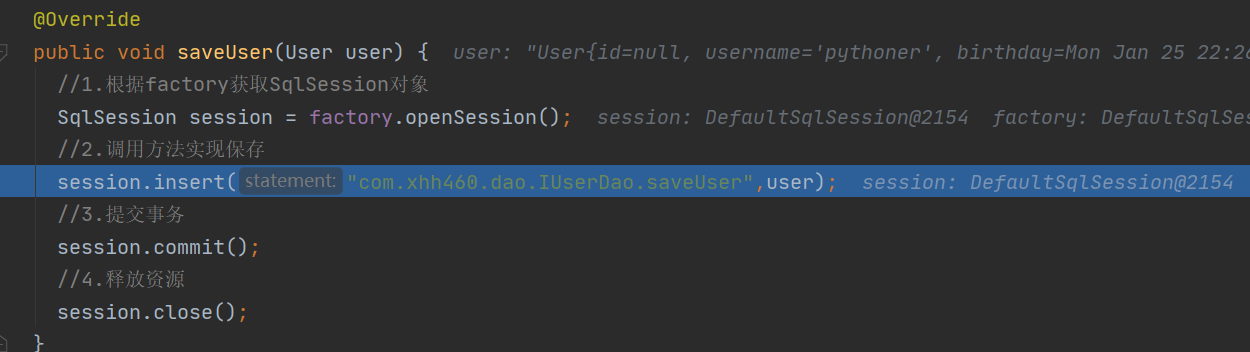 @Override
public void saveUser(User user) {  user: "User{id=null, username='pythoner', birthday=Mon Jan 25 22:2
//1.根据factory获取SqlSession对象
SqlSession session = factory.openSession();  session: DefaultSqlSession@2154  factory: DefaultSqlSes
//2.调用方法实现保存
session.insert( statement: "com.xhh460.dao.IUserDao.saveUser",user);  session: DefaultSqlSession@2154
//3.提交事务
session.commit();
//4.释放资源
session.close();
}